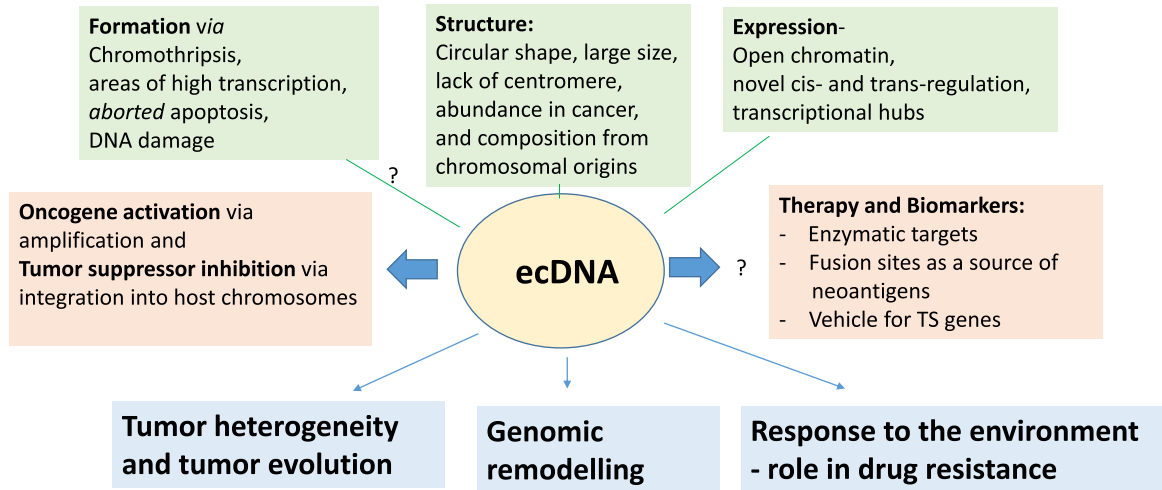 Formation via
Chromothripsis,
areas of high transcription,
aborted apoptosis,
DNA damage
Structure:
Circular shape, large size,
lack of centromere,
abundance in cancer,
and composition from
chromosomal origins
Expression-
Open chromatin,
novel cis- and trans-regulation,
transcriptional hubs
?
Oncogene activation via
amplification and
Tumor suppressor inhibition via
integration into host chromosomes
ecDNA
?
Therapy and Biomarkers:
- Enzymatic targets
- Fusion sites as a source of
neoantigens
- Vehicle for TS genes
Tumor heterogeneity
and tumor evolution
Genomic
remodelling
Response to the environment
- role in drug resistance